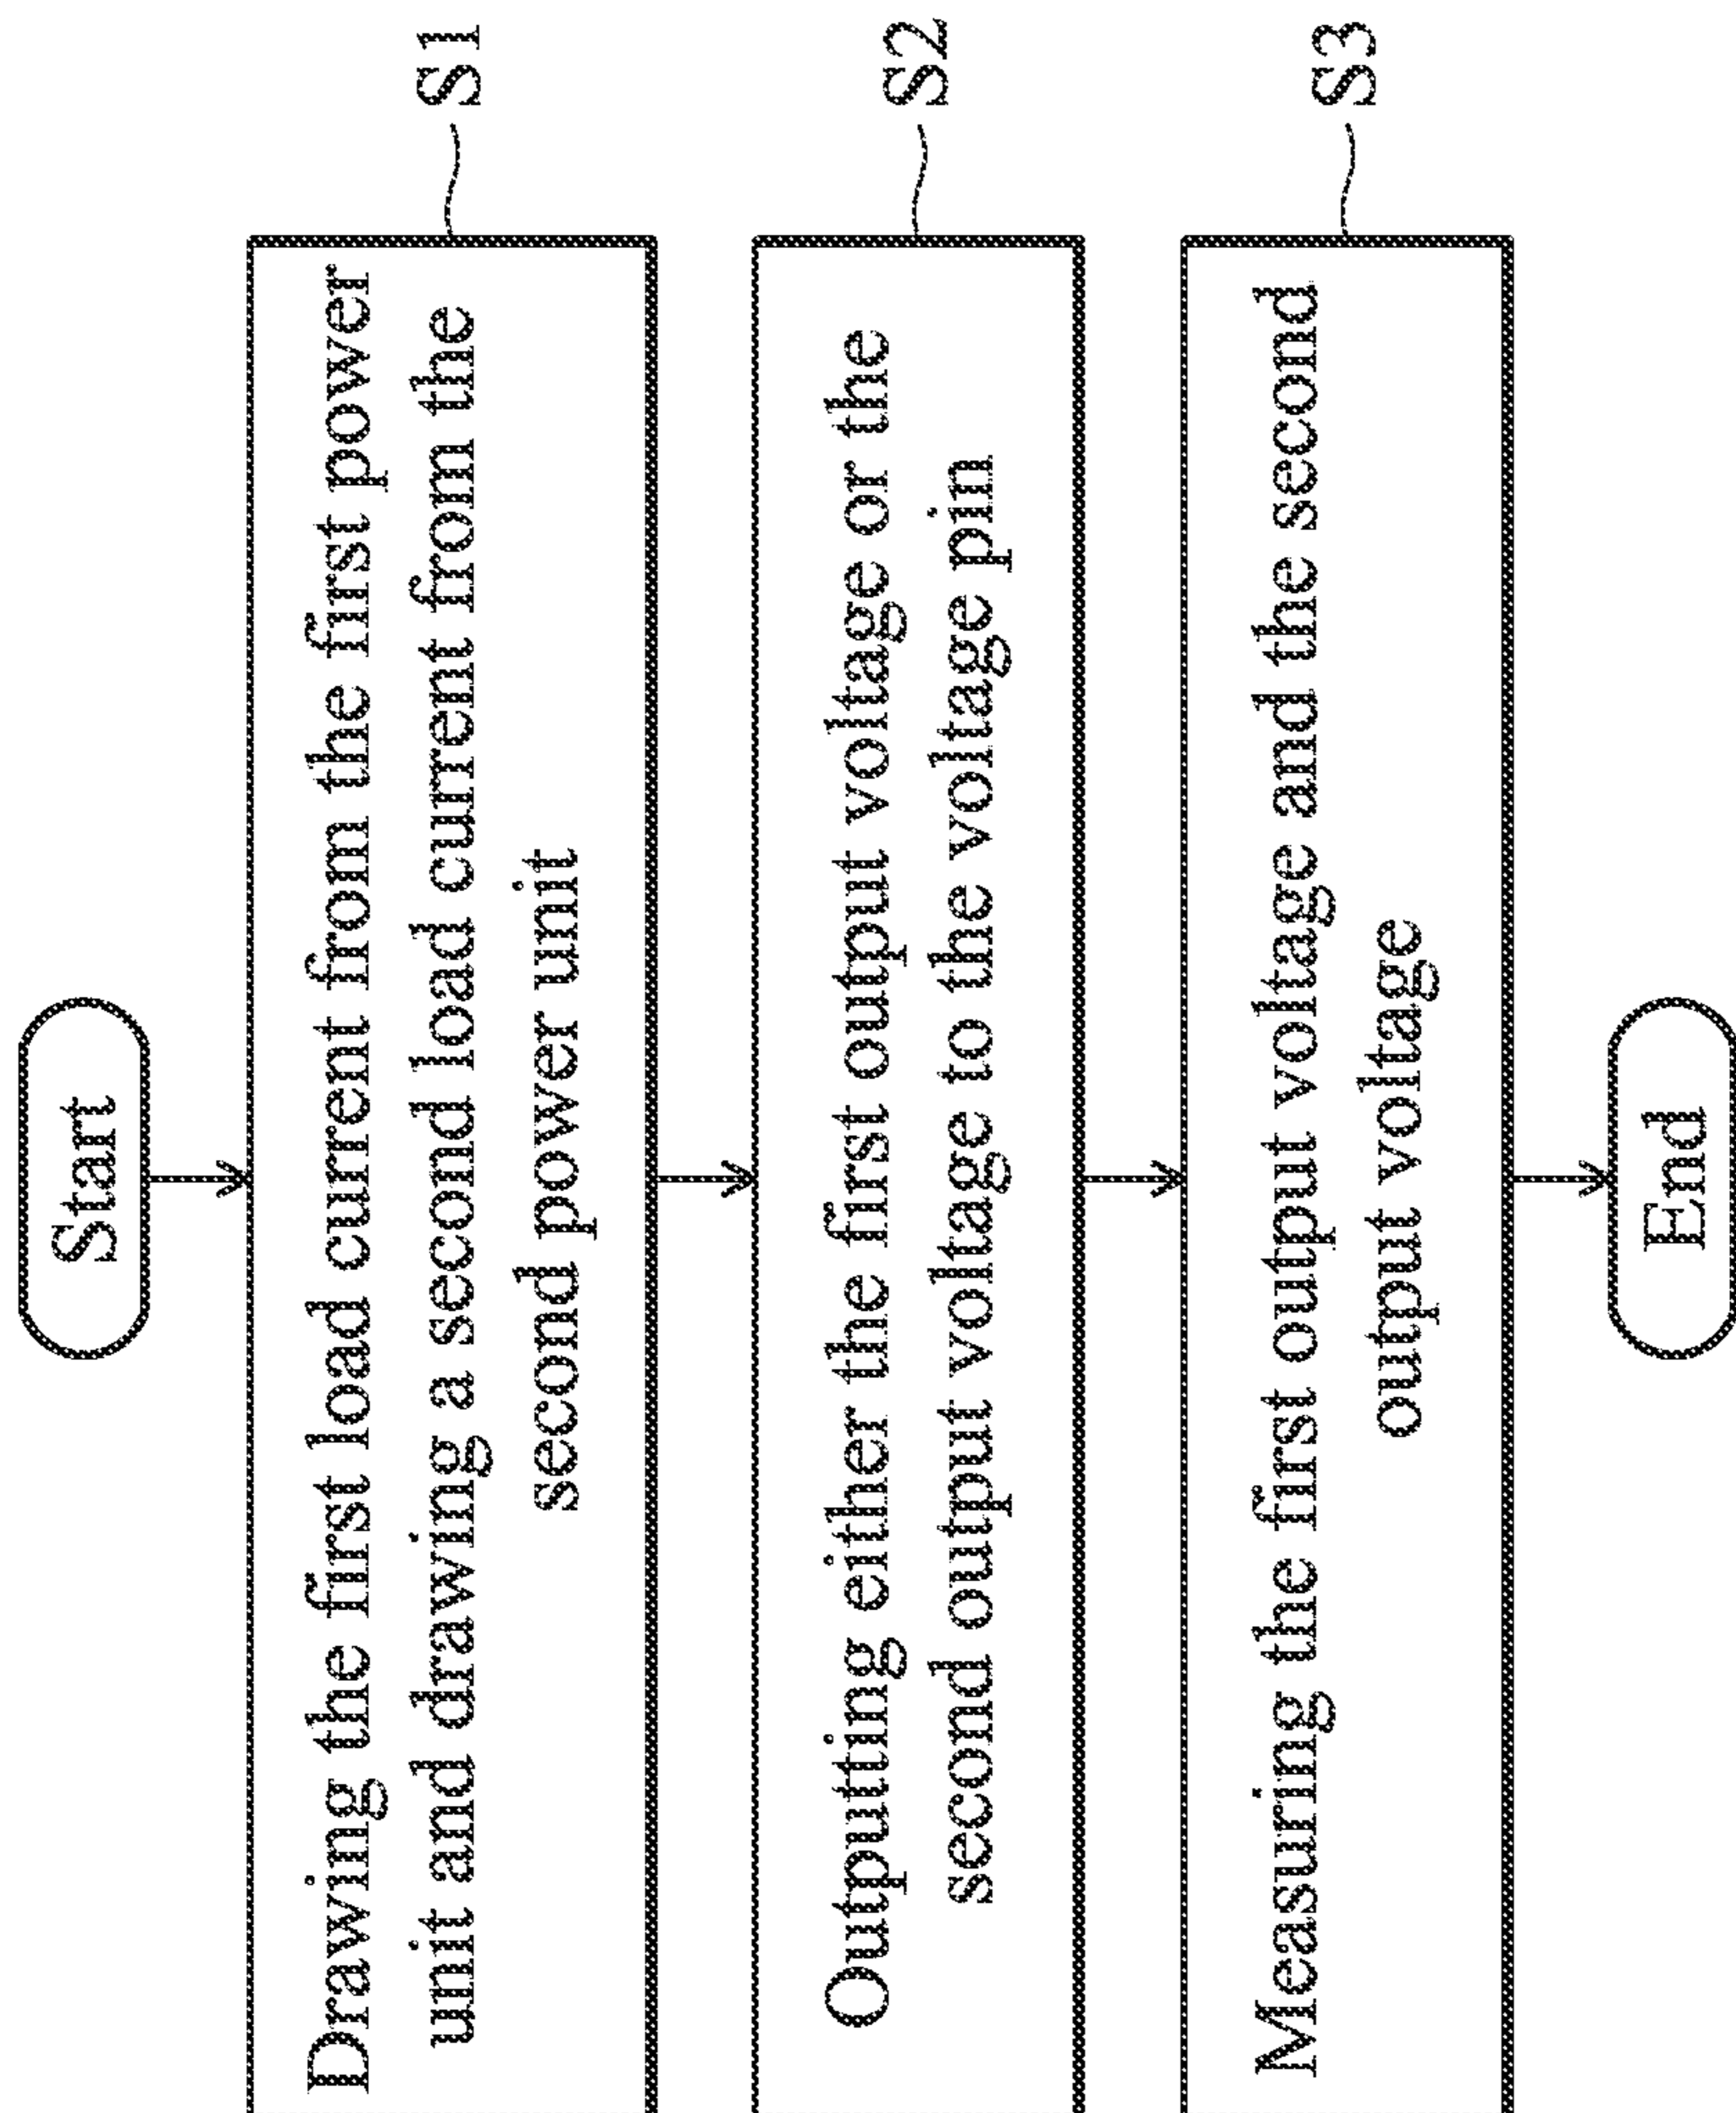 Start
Drawing the first load current from the first power
unit and drawing a second load current from the
second power unit
S1
Outputting either the first output voltage or the
second output voltage to the voltage pin
S2
Measuring the first output voltage and the second
output voltage
S3
End